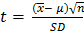 t = (x̅ − μ)√n / SD